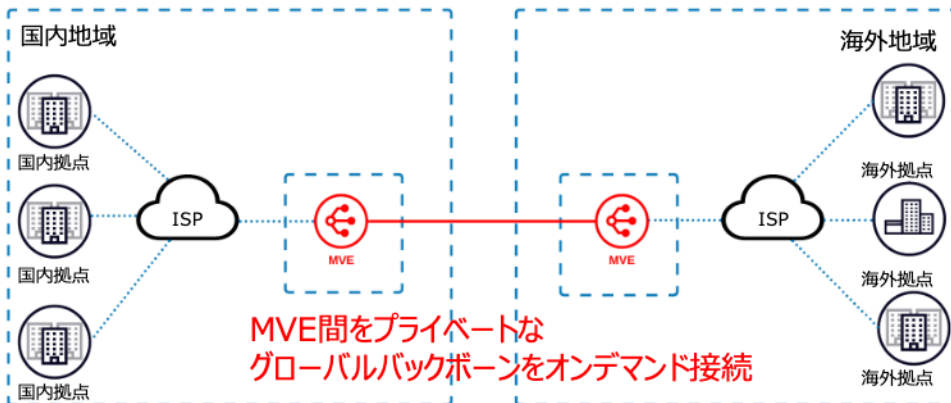 国内地域
海外地域
国内拠点
海外拠点
ISP
MVE
MVE
ISP
国内拠点
海外拠点
MVE間をプライベートな
グローバルバックボーンをオンデマンド接続
国内拠点
海外拠点